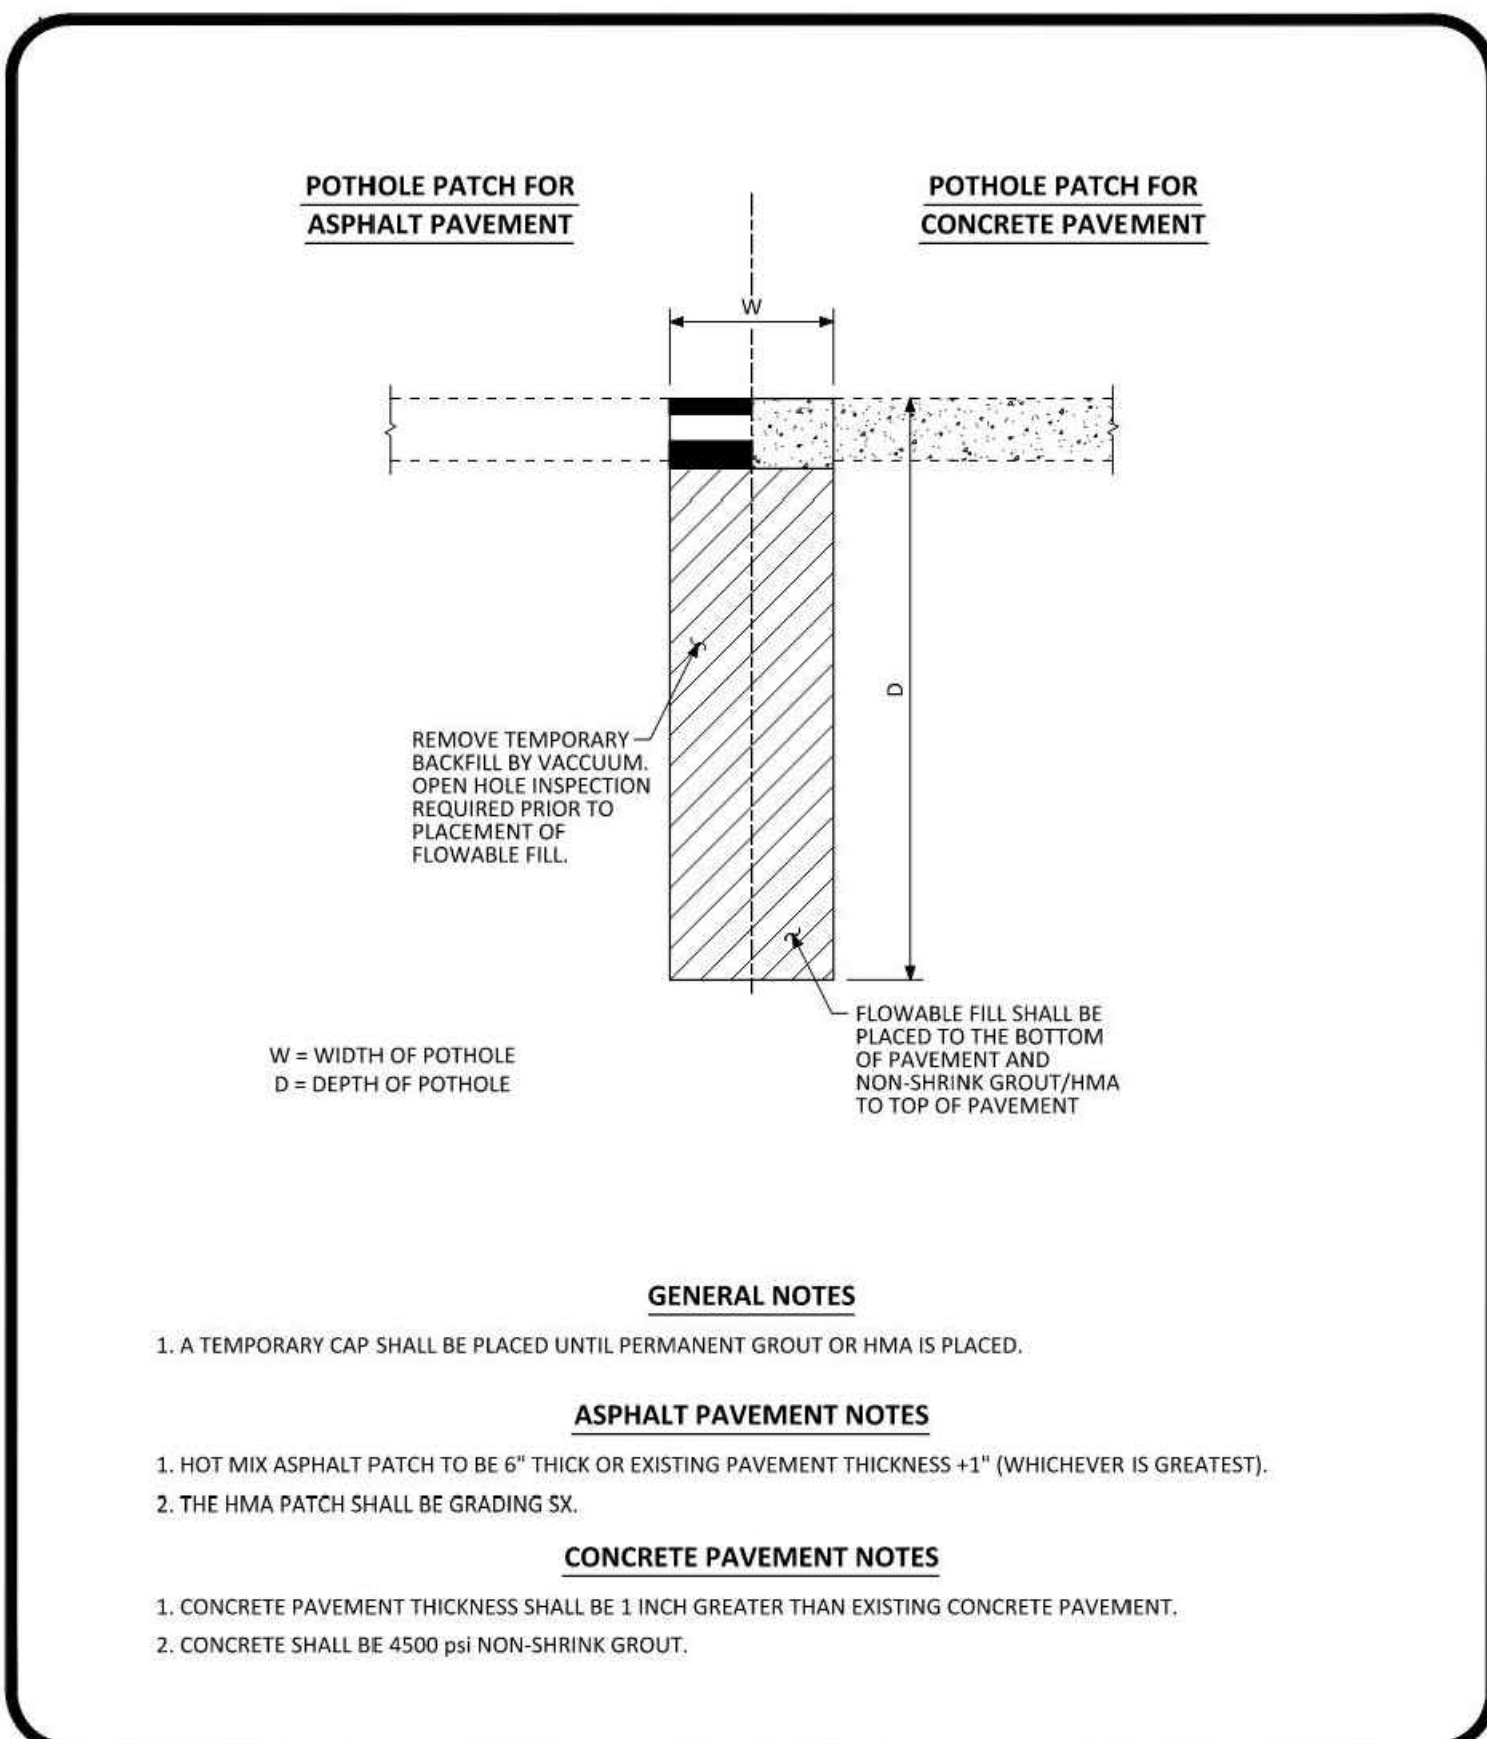 POTHOLE PATCH FOR
ASPHALT PAVEMENT
POTHOLE PATCH FOR
CONCRETE PAVEMENT
W
D
REMOVE TEMPORARY
BACKFILL BY VACCUUM.
OPEN HOLE INSPECTION
REQUIRED PRIOR TO
PLACEMENT OF
FLOWABLE FILL.
FLOWABLE FILL SHALL BE
PLACED TO THE BOTTOM
OF PAVEMENT AND
NON-SHRINK GROUT/HMA
TO TOP OF PAVEMENT
W = WIDTH OF POTHOLE
D = DEPTH OF POTHOLE
GENERAL NOTES
1. A TEMPORARY CAP SHALL BE PLACED UNTIL PERMANENT GROUT OR HMA IS PLACED.
ASPHALT PAVEMENT NOTES
1. HOT MIX ASPHALT PATCH TO BE 6" THICK OR EXISTING PAVEMENT THICKNESS +1" (WHICHEVER IS GREATEST).
2. THE HMA PATCH SHALL BE GRADING SX.
CONCRETE PAVEMENT NOTES
1. CONCRETE PAVEMENT THICKNESS SHALL BE 1 INCH GREATER THAN EXISTING CONCRETE PAVEMENT.
2. CONCRETE SHALL BE 4500 psi NON-SHRINK GROUT.